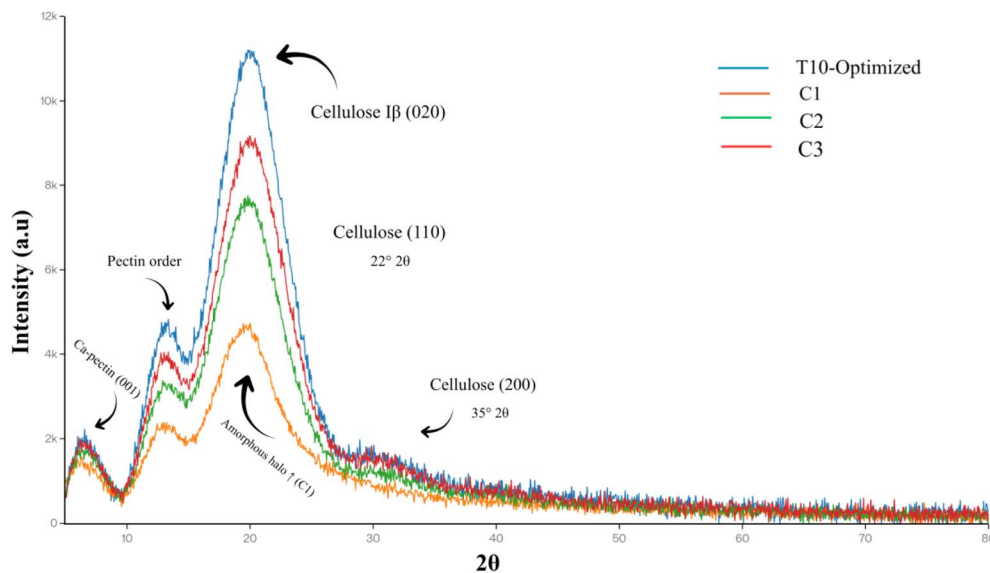 12k
10k
8k
6k
4k
2k
0
Intensity (a.u)
T10-Optimized
C1
C2
C3
Cellulose Iβ (020)
Cellulose (110)
22° 2θ
Pectin order
Ca-pectin (001)
Cellulose (200)
35° 2θ
Amorphous halo ↑ (C1)
10 20 30 40 50 60 70 80
2θ